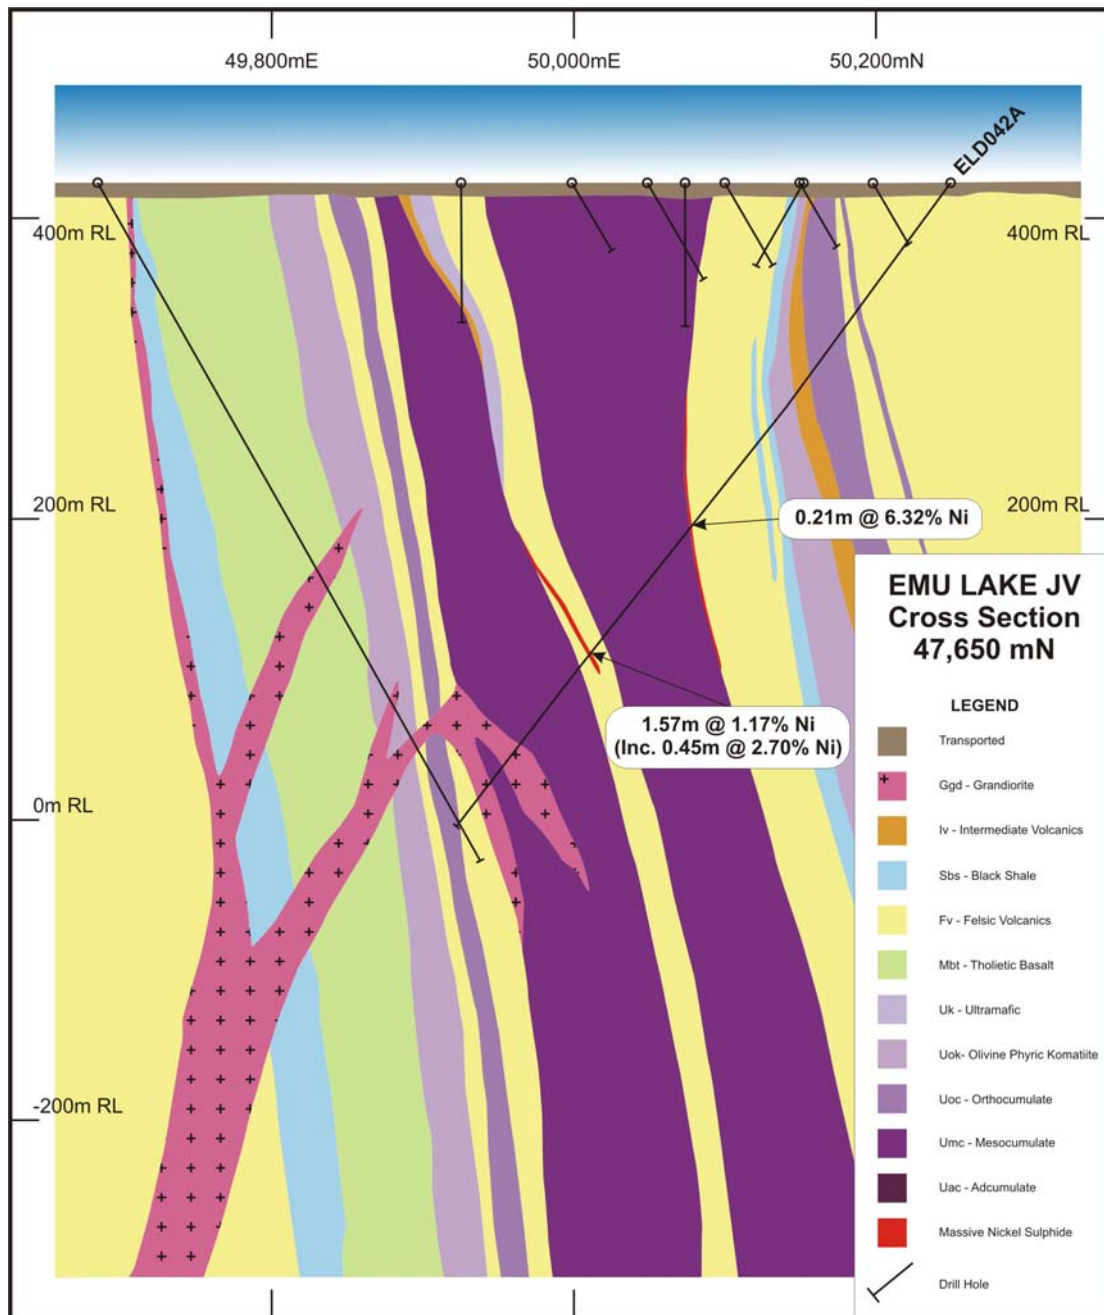 49,800mE
50,000mE
50,200mN
ELD042A
400m RL
400m RL
200m RL
200m RL
0.21m @ 6.32% Ni
1.57m @ 1.17% Ni
(Inc. 0.45m @ 2.70% Ni)
0m RL
-200m RL
EMU LAKE JV
Cross Section
47,650 mN
LEGEND
Transported
Ggd - Grandiorite
Iv - Intermediate Volcanics
Sbs - Black Shale
Fv - Felsic Volcanics
Mbt - Tholietic Basalt
Uk - Ultramafic
Uok- Olivine Phyric Komatiite
Uoc - Orthocumulate
Umc - Mesocumulate
Uac - Adcumulate
Massive Nickel Sulphide
Drill Hole